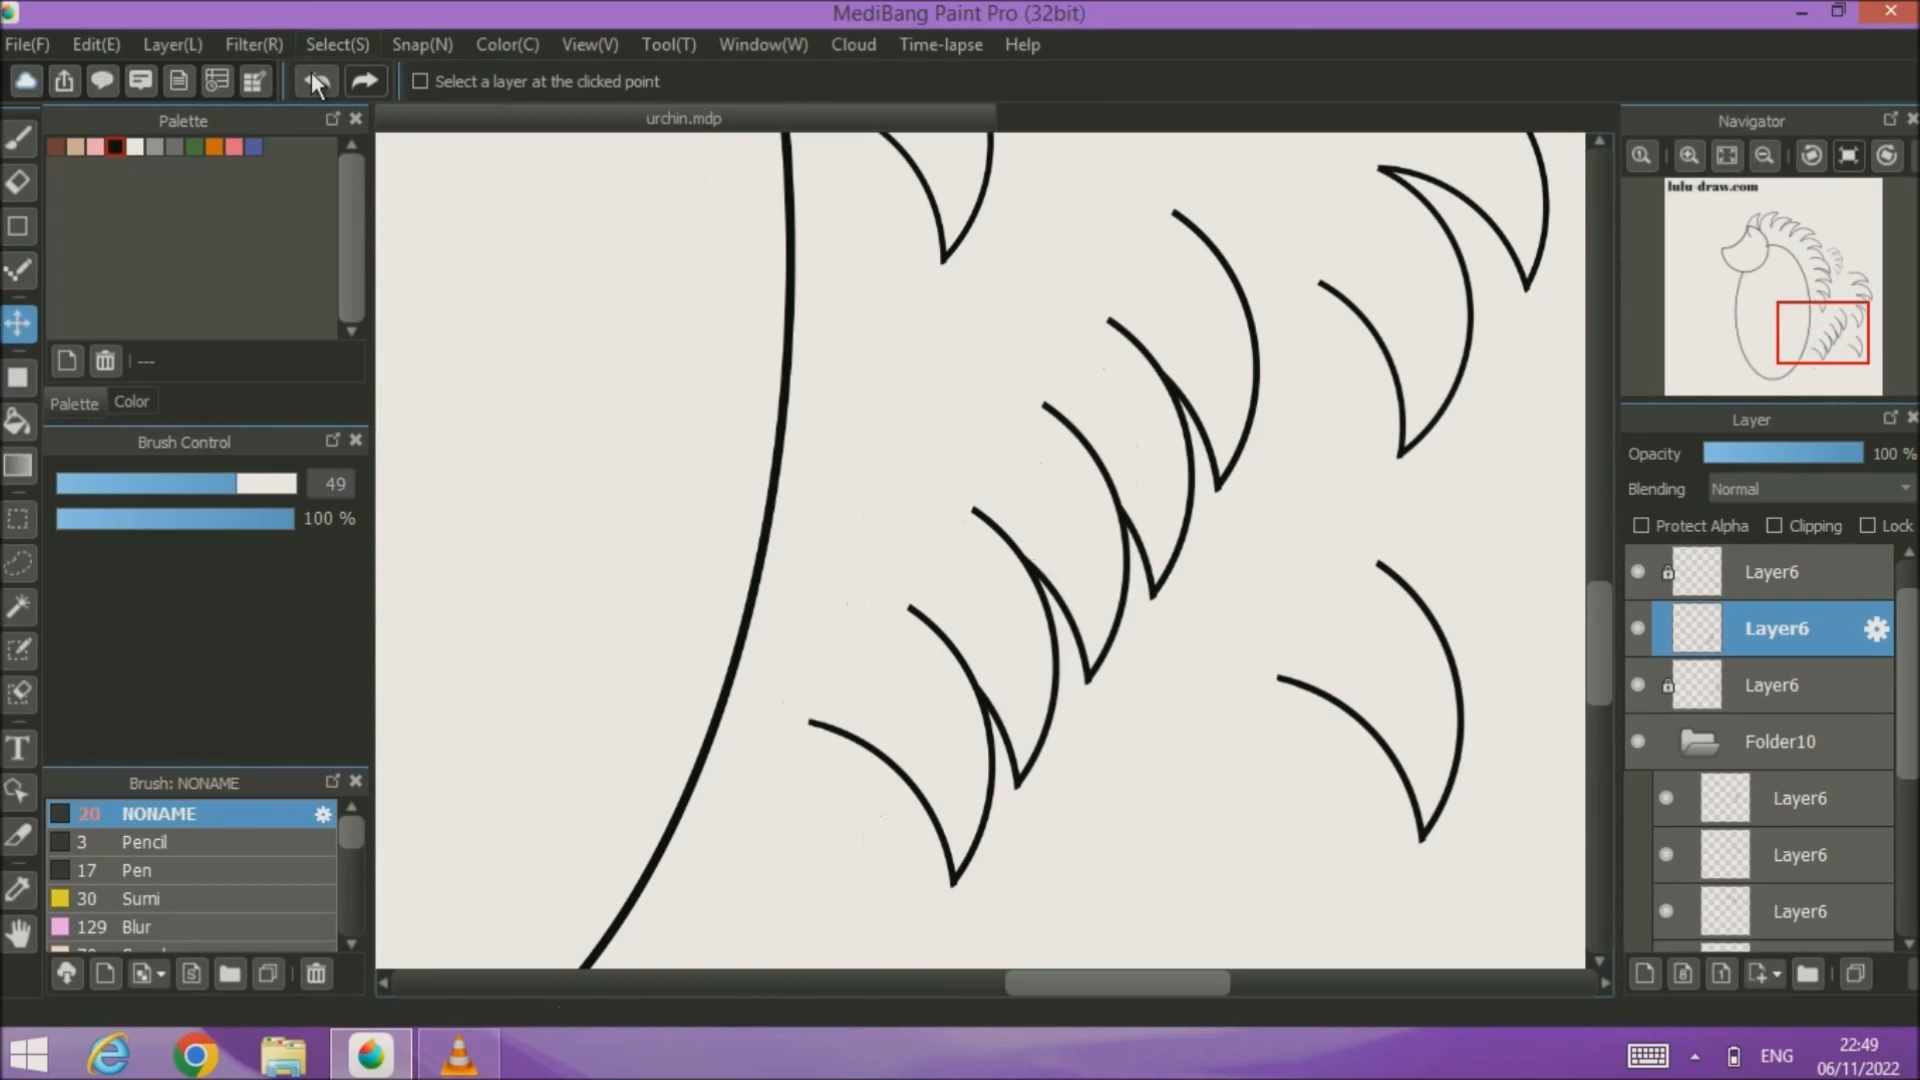 MediBang Paint Pro (32bit)
File(F) Edit(E) Layer(L) Filter(R) Select(S) Snap(N) Color(C) View(V) Tool(T) Window(W) Cloud Time-lapse Help
Select a layer at the clicked point
Palette
urchin.mdp
Navigator
lulu-draw.com
---
Palette Color
Brush Control
49
100 %
Layer
Opacity 100 %
Blending Normal
Protect Alpha Clipping Lock
Layer6
Layer6
Layer6
Folder10
Layer6
Layer6
Layer6
Brush: NONAME
20 NONAME
3 Pencil
17 Pen
30 Sumi
129 Blur
T
ENG
22:49
06/11/2022